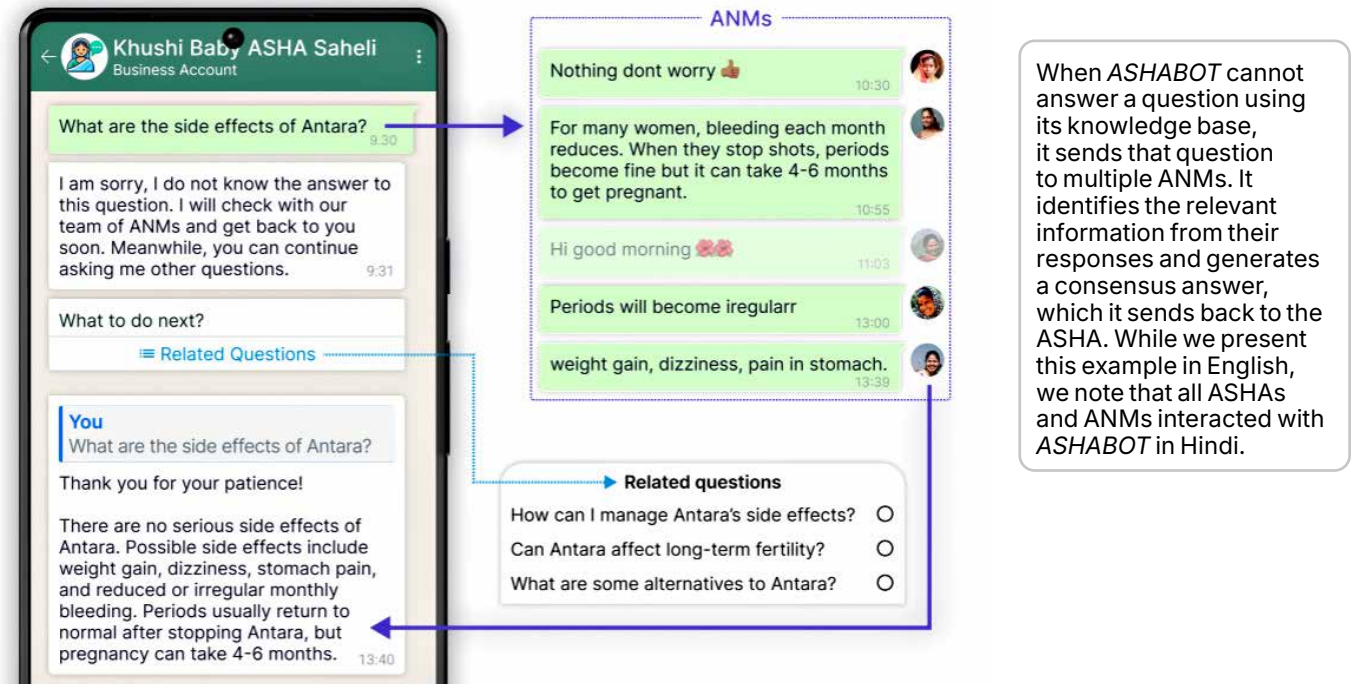 Khushi Baby ASHA Saheli
Business Account
What are the side effects of Antara?
9.30
I am sorry, I do not know the answer to
this question. I will check with our
team of ANMs and get back to you
soon. Meanwhile, you can continue
asking me other questions.
9:31
What to do next?
Related Questions
You
What are the side effects of Antara?
Thank you for your patience!
There are no serious side effects of
Antara. Possible side effects include
weight gain, dizziness, stomach pain,
and reduced or irregular monthly
bleeding. Periods usually return to
normal after stopping Antara, but
pregnancy can take 4-6 months.
13:40
ANMs
Nothing dont worry 👍🏾
10:30
For many women, bleeding each month
reduces. When they stop shots, periods
become fine but it can take 4-6 months
to get pregnant.
10:55
Hi good morning 🌺🌺
11:03
Periods will become iregularr
13:00
weight gain, dizziness, pain in stomach.
13:39
Related questions
How can I manage Antara's side effects?
Can Antara affect long-term fertility?
What are some alternatives to Antara?
When ASHABOT cannot
answer a question using
its knowledge base,
it sends that question
to multiple ANMs. It
identifies the relevant
information from their
responses and generates
a consensus answer,
which it sends back to the
ASHA. While we present
this example in English,
we note that all ASHAs
and ANMs interacted with
ASHABOT in Hindi.